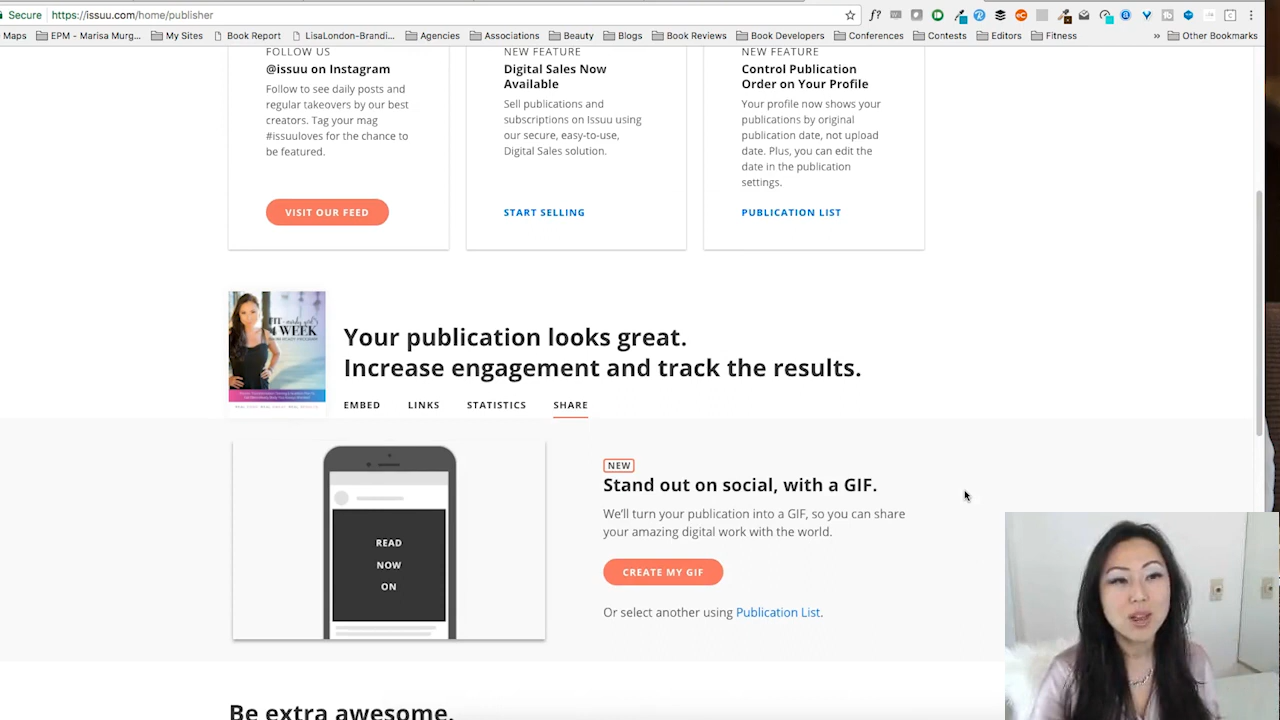 Secure https://issuu.com/home/publisher
Maps EPM - Marisa Murg... My Sites Book Report LisaLondon-Brandi... Agencies Associations Beauty Blogs Book Reviews Book Developers Conferences Contests Editors Fitness » Other Bookmarks
FOLLOW US
@issuu on Instagram
Follow to see daily posts and
regular takeovers by our best
creators. Tag your mag
#issuuloves for the chance to
be featured.
VISIT OUR FEED
NEW FEATURE
Digital Sales Now
Available
Sell publications and
subscriptions on Issuu using
our secure, easy-to-use,
Digital Sales solution.
START SELLING
NEW FEATURE
Control Publication
Order on Your Profile
Your profile now shows your
publications by original
publication date, not upload
date. Plus, you can edit the
date in the publication
settings.
PUBLICATION LIST
4 WEEK
Your publication looks great.
Increase engagement and track the results.
EMBED LINKS STATISTICS SHARE
READ
NOW
ON
NEW
Stand out on social, with a GIF.
We'll turn your publication into a GIF, so you can share
your amazing digital work with the world.
CREATE MY GIF
Or select another using Publication List.
Be extra awesome.